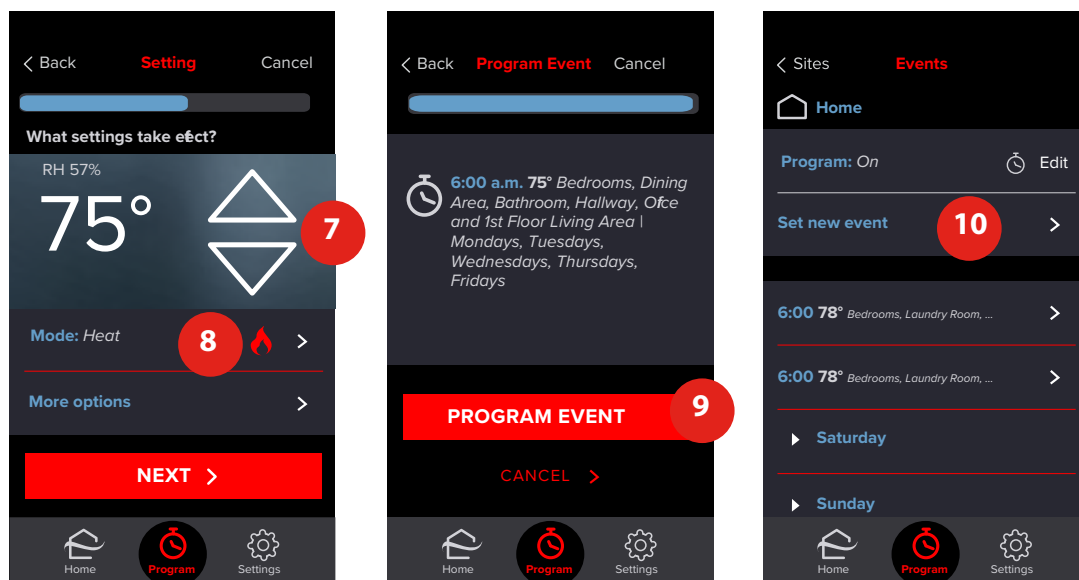 Back Setting Cancel
What settings take efect?
RH 57%
75°
7
Mode: Heat
8
More options
NEXT
Home Program Settings
Back Program Event Cancel
6:00 a.m. 75° Bedrooms, Dining
Area, Bathroom, Hallway, Ofce
and 1st Floor Living Area |
Mondays, Tuesdays,
Wednesdays, Thursdays,
Fridays
PROGRAM EVENT
9
CANCEL
Home Program Settings
Sites Events
Home
Program: On Edit
Set new event
10
6:00 78° Bedrooms, Laundry Room, ...
6:00 78° Bedrooms, Laundry Room, ...
Saturday
Sunday
Home Program Settings